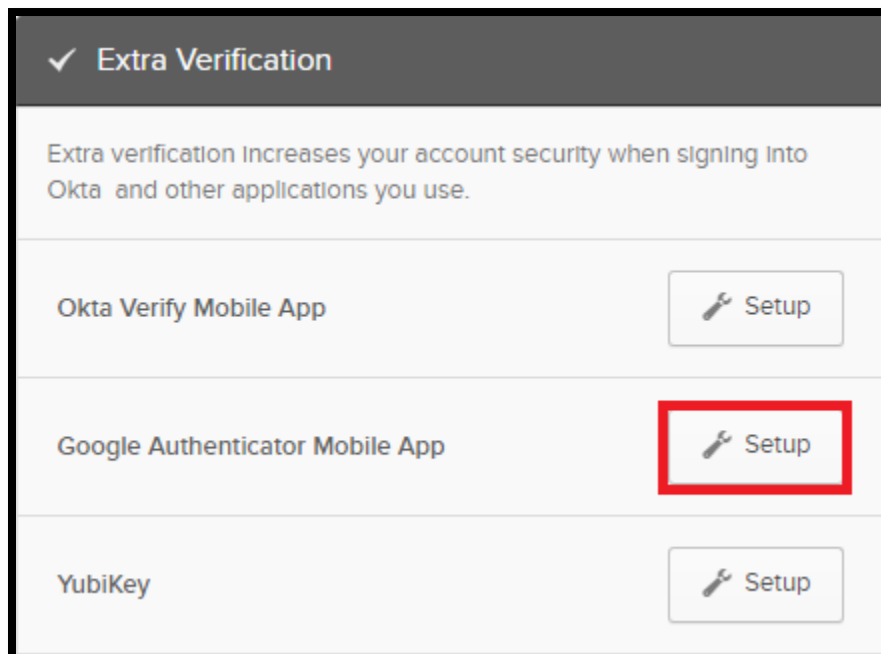 Extra Verification
Extra verification increases your account security when signing into
Okta and other applications you use.
Okta Verify Mobile App
Setup
Google Authenticator Mobile App
Setup
YubiKey
Setup